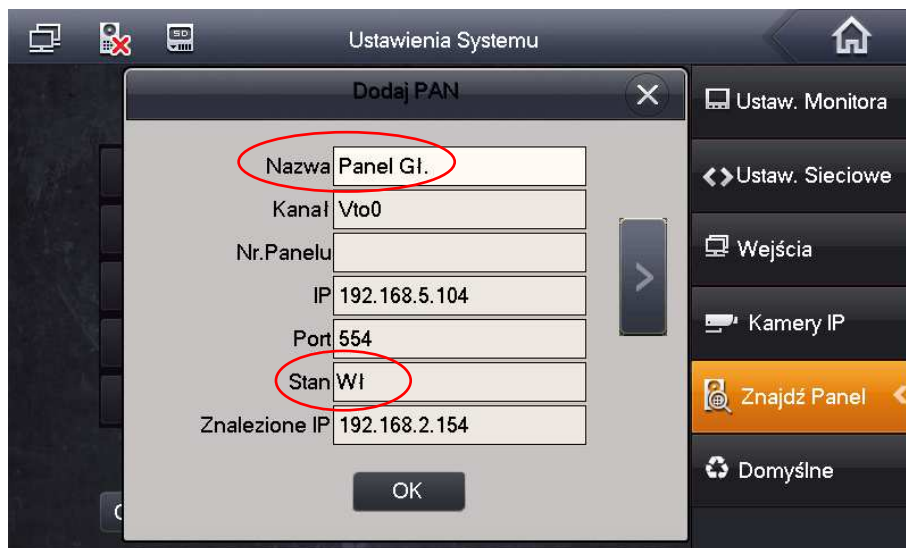 SD
Ustawienia Systemu
Dodaj PAN
Nazwa Panel Gł.
Kanał Vto0
Nr.Panelu
IP 192.168.5.104
Port 554
Stan Wł
Znalezione IP 192.168.2.154
OK
Ustaw. Monitora
Ustaw. Sieciowe
Wejścia
Kamery IP
Znajdź Panel
Domyślne